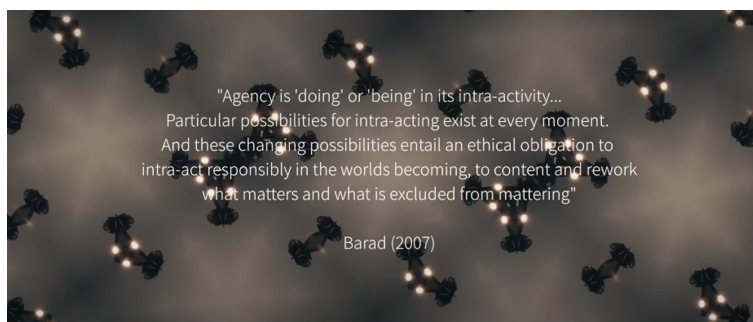 "Agency is 'doing' or 'being' in its intra-activity...
Particular possibilities for intra-acting exist at every moment.
And these changing possibilities entail an ethical obligation to
intra-act responsibly in the worlds becoming, to content and rework
what matters and what is excluded from mattering"
Barad (2007)